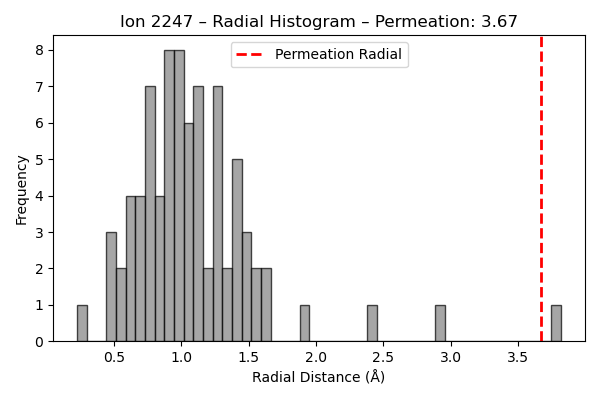 Ion 2247 – Radial Histogram – Permeation: 3.67
Permeation Radial
Frequency
8
7
6
5
4
3
2
1
0
0.5 1.0 1.5 2.0 2.5 3.0 3.5
Radial Distance (Å)